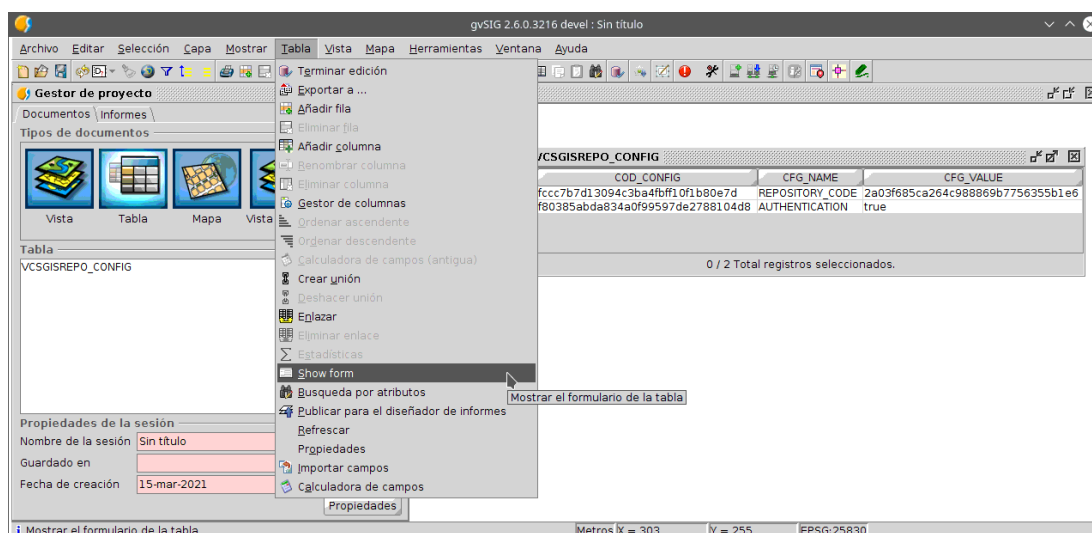 gvSIG 2.6.0.3216 devel : Sin título
Archivo Editar Selección Capa Mostrar Tabla Vista Mapa Herramientas Ventana Ayuda
Gestor de proyecto
Documentos Informes
Tipos de documentos
Vista Tabla Mapa Vista
Tabla
VCSGISREPO_CONFIG
Propiedades de la sesión
Nombre de la sesión Sin título
Guardado en
Fecha de creación 15-mar-2021
Propiedades
Terminar edición
Exportar a ...
Añadir fila
Eliminar fila
Añadir columna
Renombrar columna
Eliminar columna
Gestor de columnas
Ordenar ascendente
Ordenar descendente
Calculadora de campos (antigua)
Crear unión
Deshacer unión
Enlazar
Eliminar enlace
Estadísticas
Show form
Busqueda por atributos
Publicar para el diseñador de informes
Refrescar
Propiedades
Importar campos
Calculadora de campos
Mostrar el formulario de la tabla
VCSGISREPO_CONFIG
COD_CONFIG CFG_NAME CFG_VALUE
fccc7b7d13094c3ba4fbff10f1b80e7d REPOSITORY_CODE 2a03f685ca264c988869b7756355b1e6
f80385abda834a0f99597de2788104d8 AUTHENTICATION true
0 / 2 Total registros seleccionados.
Mostrar el formulario de la tabla
Metros X = 303 Y = 255 EPSG:25830